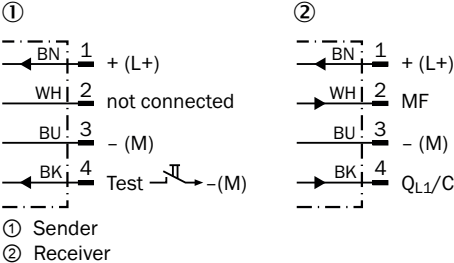 ①
BN 1 + (L+)
WH 2 not connected
BU 3 – (M)
BK 4 Test –(M)
②
BN 1 + (L+)
WH 2 MF
BU 3 – (M)
BK 4 QL1/C
① Sender
② Receiver